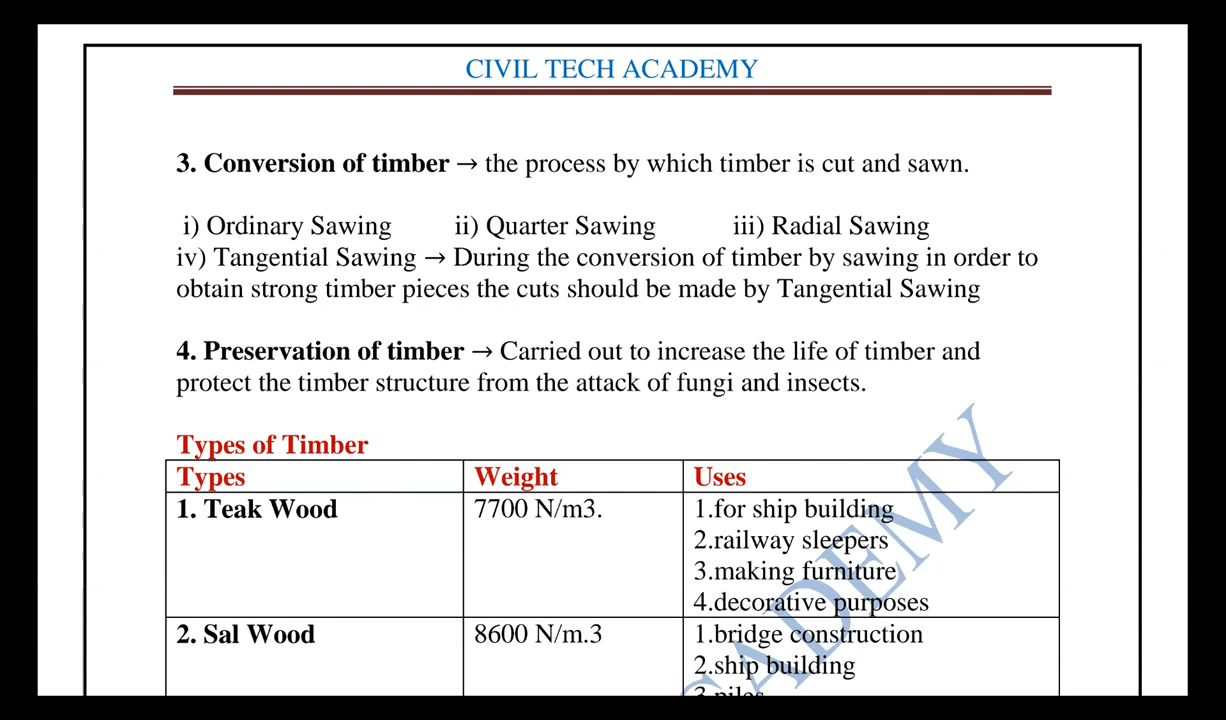 CIVIL TECH ACADEMY
3. Conversion of timber → the process by which timber is cut and sawn.
i) Ordinary Sawing ii) Quarter Sawing iii) Radial Sawing
iv) Tangential Sawing → During the conversion of timber by sawing in order to
obtain strong timber pieces the cuts should be made by Tangential Sawing
4. Preservation of timber → Carried out to increase the life of timber and
protect the timber structure from the attack of fungi and insects.
Types of Timber
Types Weight Uses
1. Teak Wood 7700 N/m3. 1.for ship building
2.railway sleepers
3.making furniture
4.decorative purposes
2. Sal Wood 8600 N/m.3 1.bridge construction
2.ship building
3.piles
CADEMY